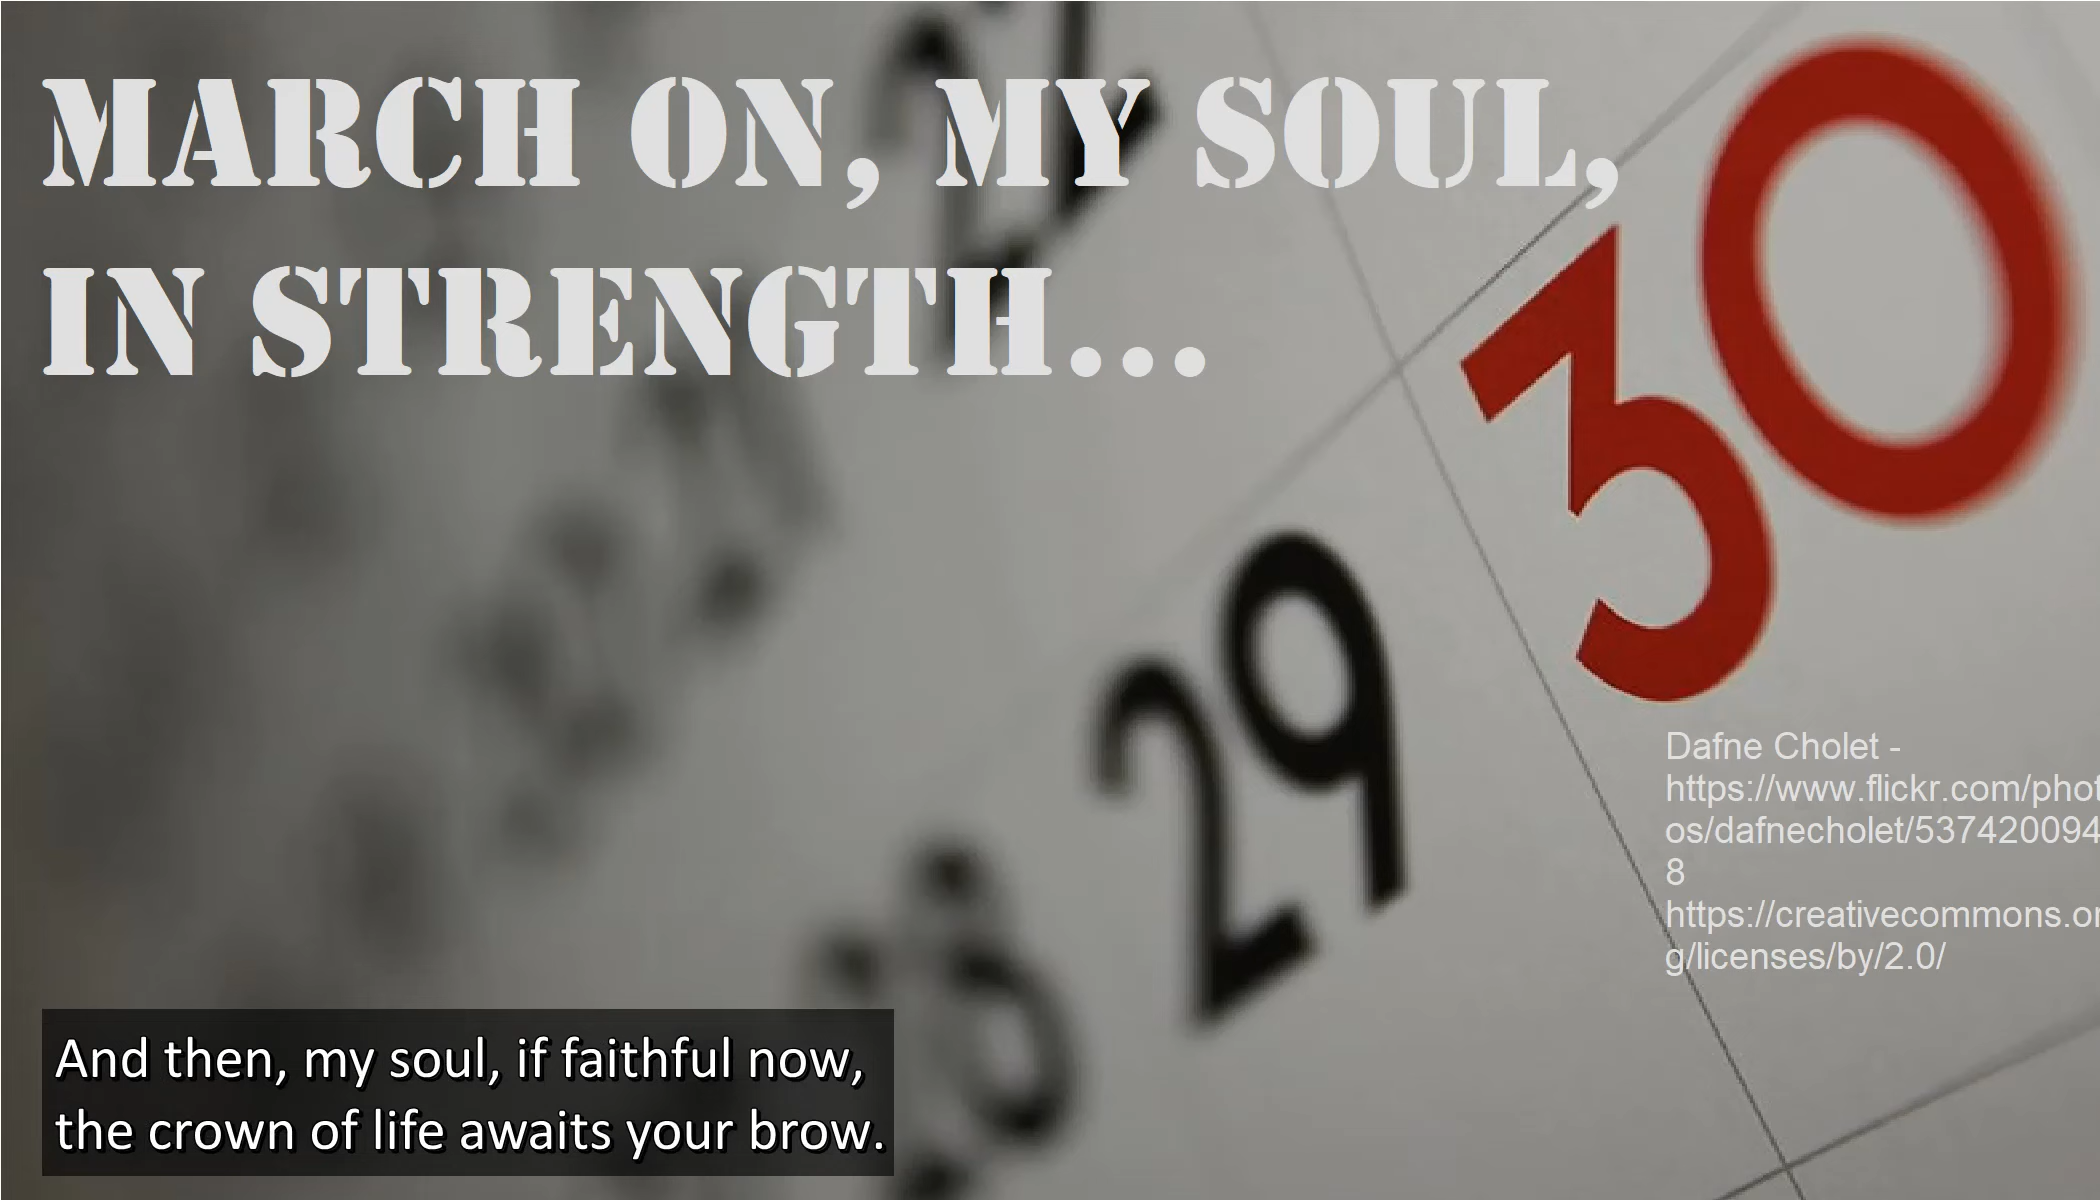 MARCH ON, MY SOUL,
IN STRENGTH...
30
29
Dafne Cholet -
https://www.flickr.com/phot
os/dafnecholet/537420094
8
https://creativecommons.or
g/licenses/by/2.0/
And then, my soul, if faithful now,
the crown of life awaits your brow.